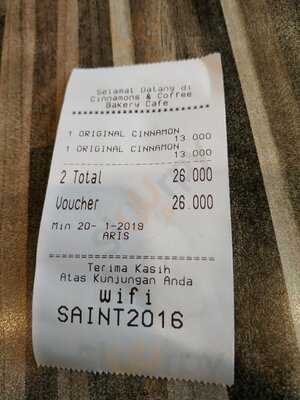 Selamat Datang di
Cinnamons & Coffee
Bakery Cafe
1 ORIGINAL CINNAMON
13 000
1 ORIGINAL CINNAMON
13 000
2 Total 26 000
Voucher 26.000
Min 20- 1-2019
ARIS
Terima Kasih
Atas Kunjungan Anda
Wifi
SAINT2016